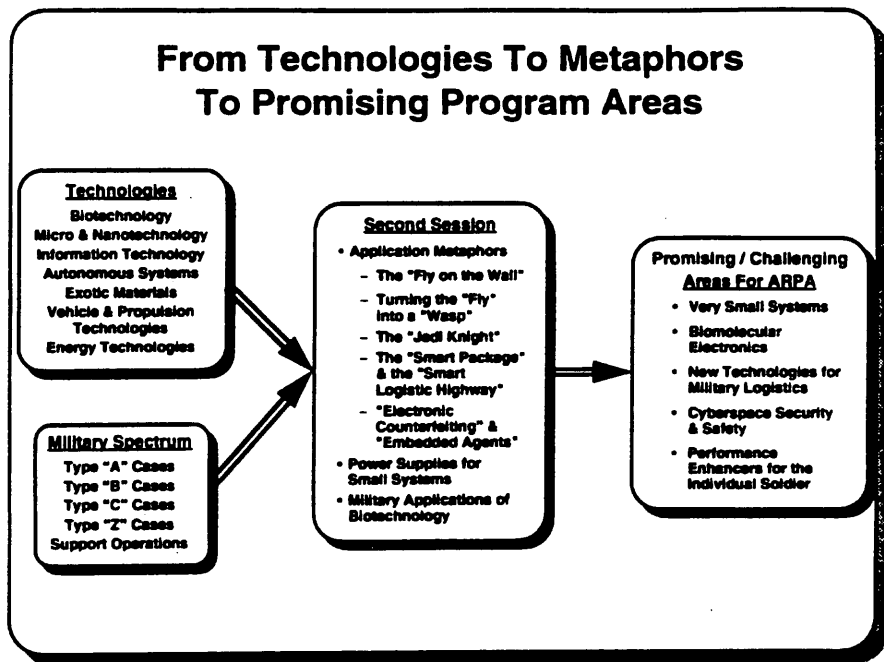 From Technologies To Metaphors
To Promising Program Areas
Technologies
Biotechnology
Micro & Nanotechnology
Information Technology
Autonomous Systems
Exotic Materials
Vehicle & Propulsion
Technologies
Energy Technologies
Military Spectrum
Type "A" Cases
Type "B" Cases
Type "C" Cases
Type "Z" Cases
Support Operations
Second Session
• Application Metaphors
– The "Fly on the Wall"
– Turning the "Fly"
into a "Wasp"
– The "Jedi Knight"
– The "Smart Package"
& the "Smart
Logistic Highway"
– "Electronic
Counterfeiting" &
"Embedded Agents"
• Power Supplies for
Small Systems
• Military Applications of
Biotechnology
Promising / Challenging
Areas For ARPA
• Very Small Systems
• Biomolecular
Electronics
• New Technologies for
Military Logistics
• Cyberspace Security
& Safety
• Performance
Enhancers for the
Individual Soldier